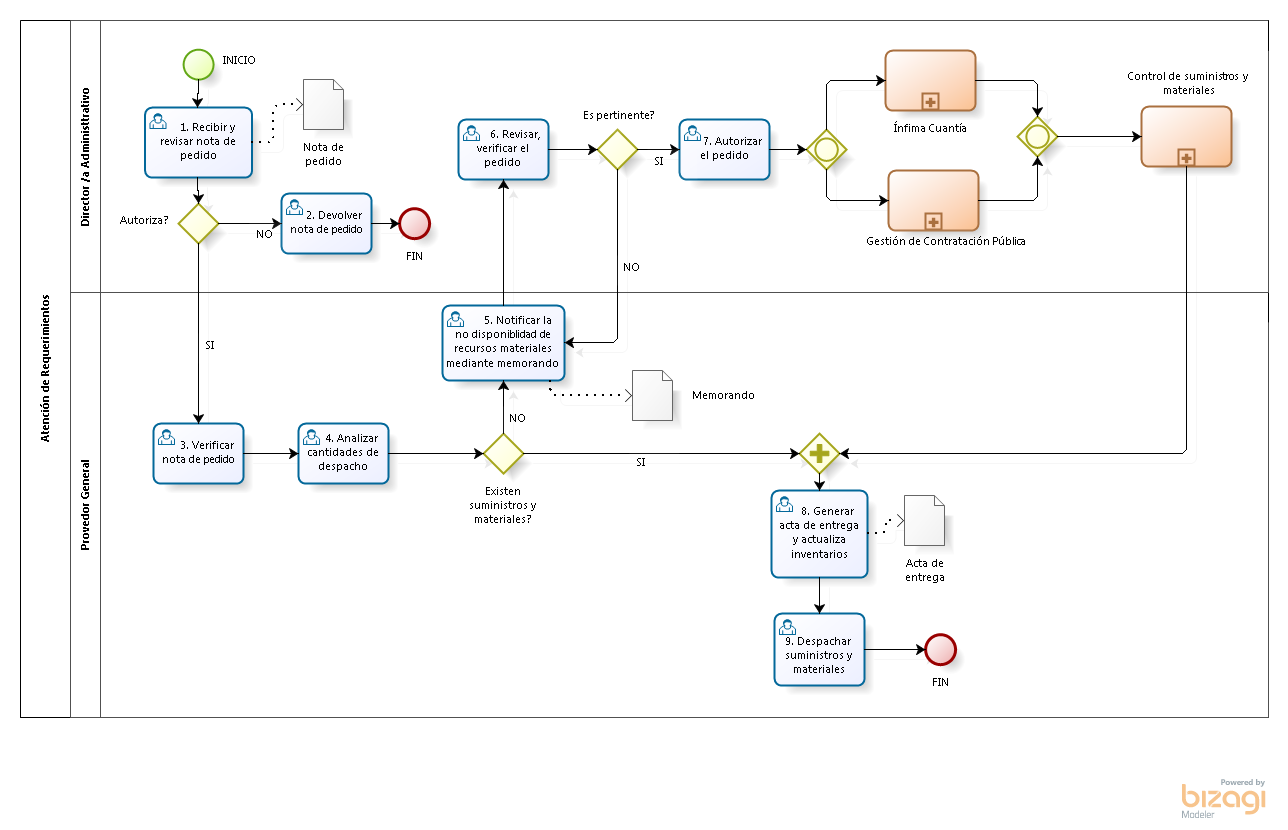 Atención de Requerimientos
Director /a Administrativo
INICIO
1. Recibir y
revisar nota de
pedido
Nota de
pedido
Autoriza?
NO
2. Devolver
nota de pedido
FIN
SI
6. Revisar,
verificar el
pedido
Es pertinente?
SI
NO
7. Autorizar
el pedido
Ínfima Cuantía
Gestión de Contratación Pública
Control de suministros y
materiales
Provedor General
3. Verificar
nota de pedido
4. Analizar
cantidades de
despacho
5. Notificar la
no disponiblidad de
recursos materiales
mediante memorando
Memorando
NO
Existen
suministros y
materiales?
SI
8. Generar
acta de entrega
y actualiza
inventarios
Acta de
entrega
9. Despachar
suministros y
materiales
FIN
Powered by
bizagi
Modeler